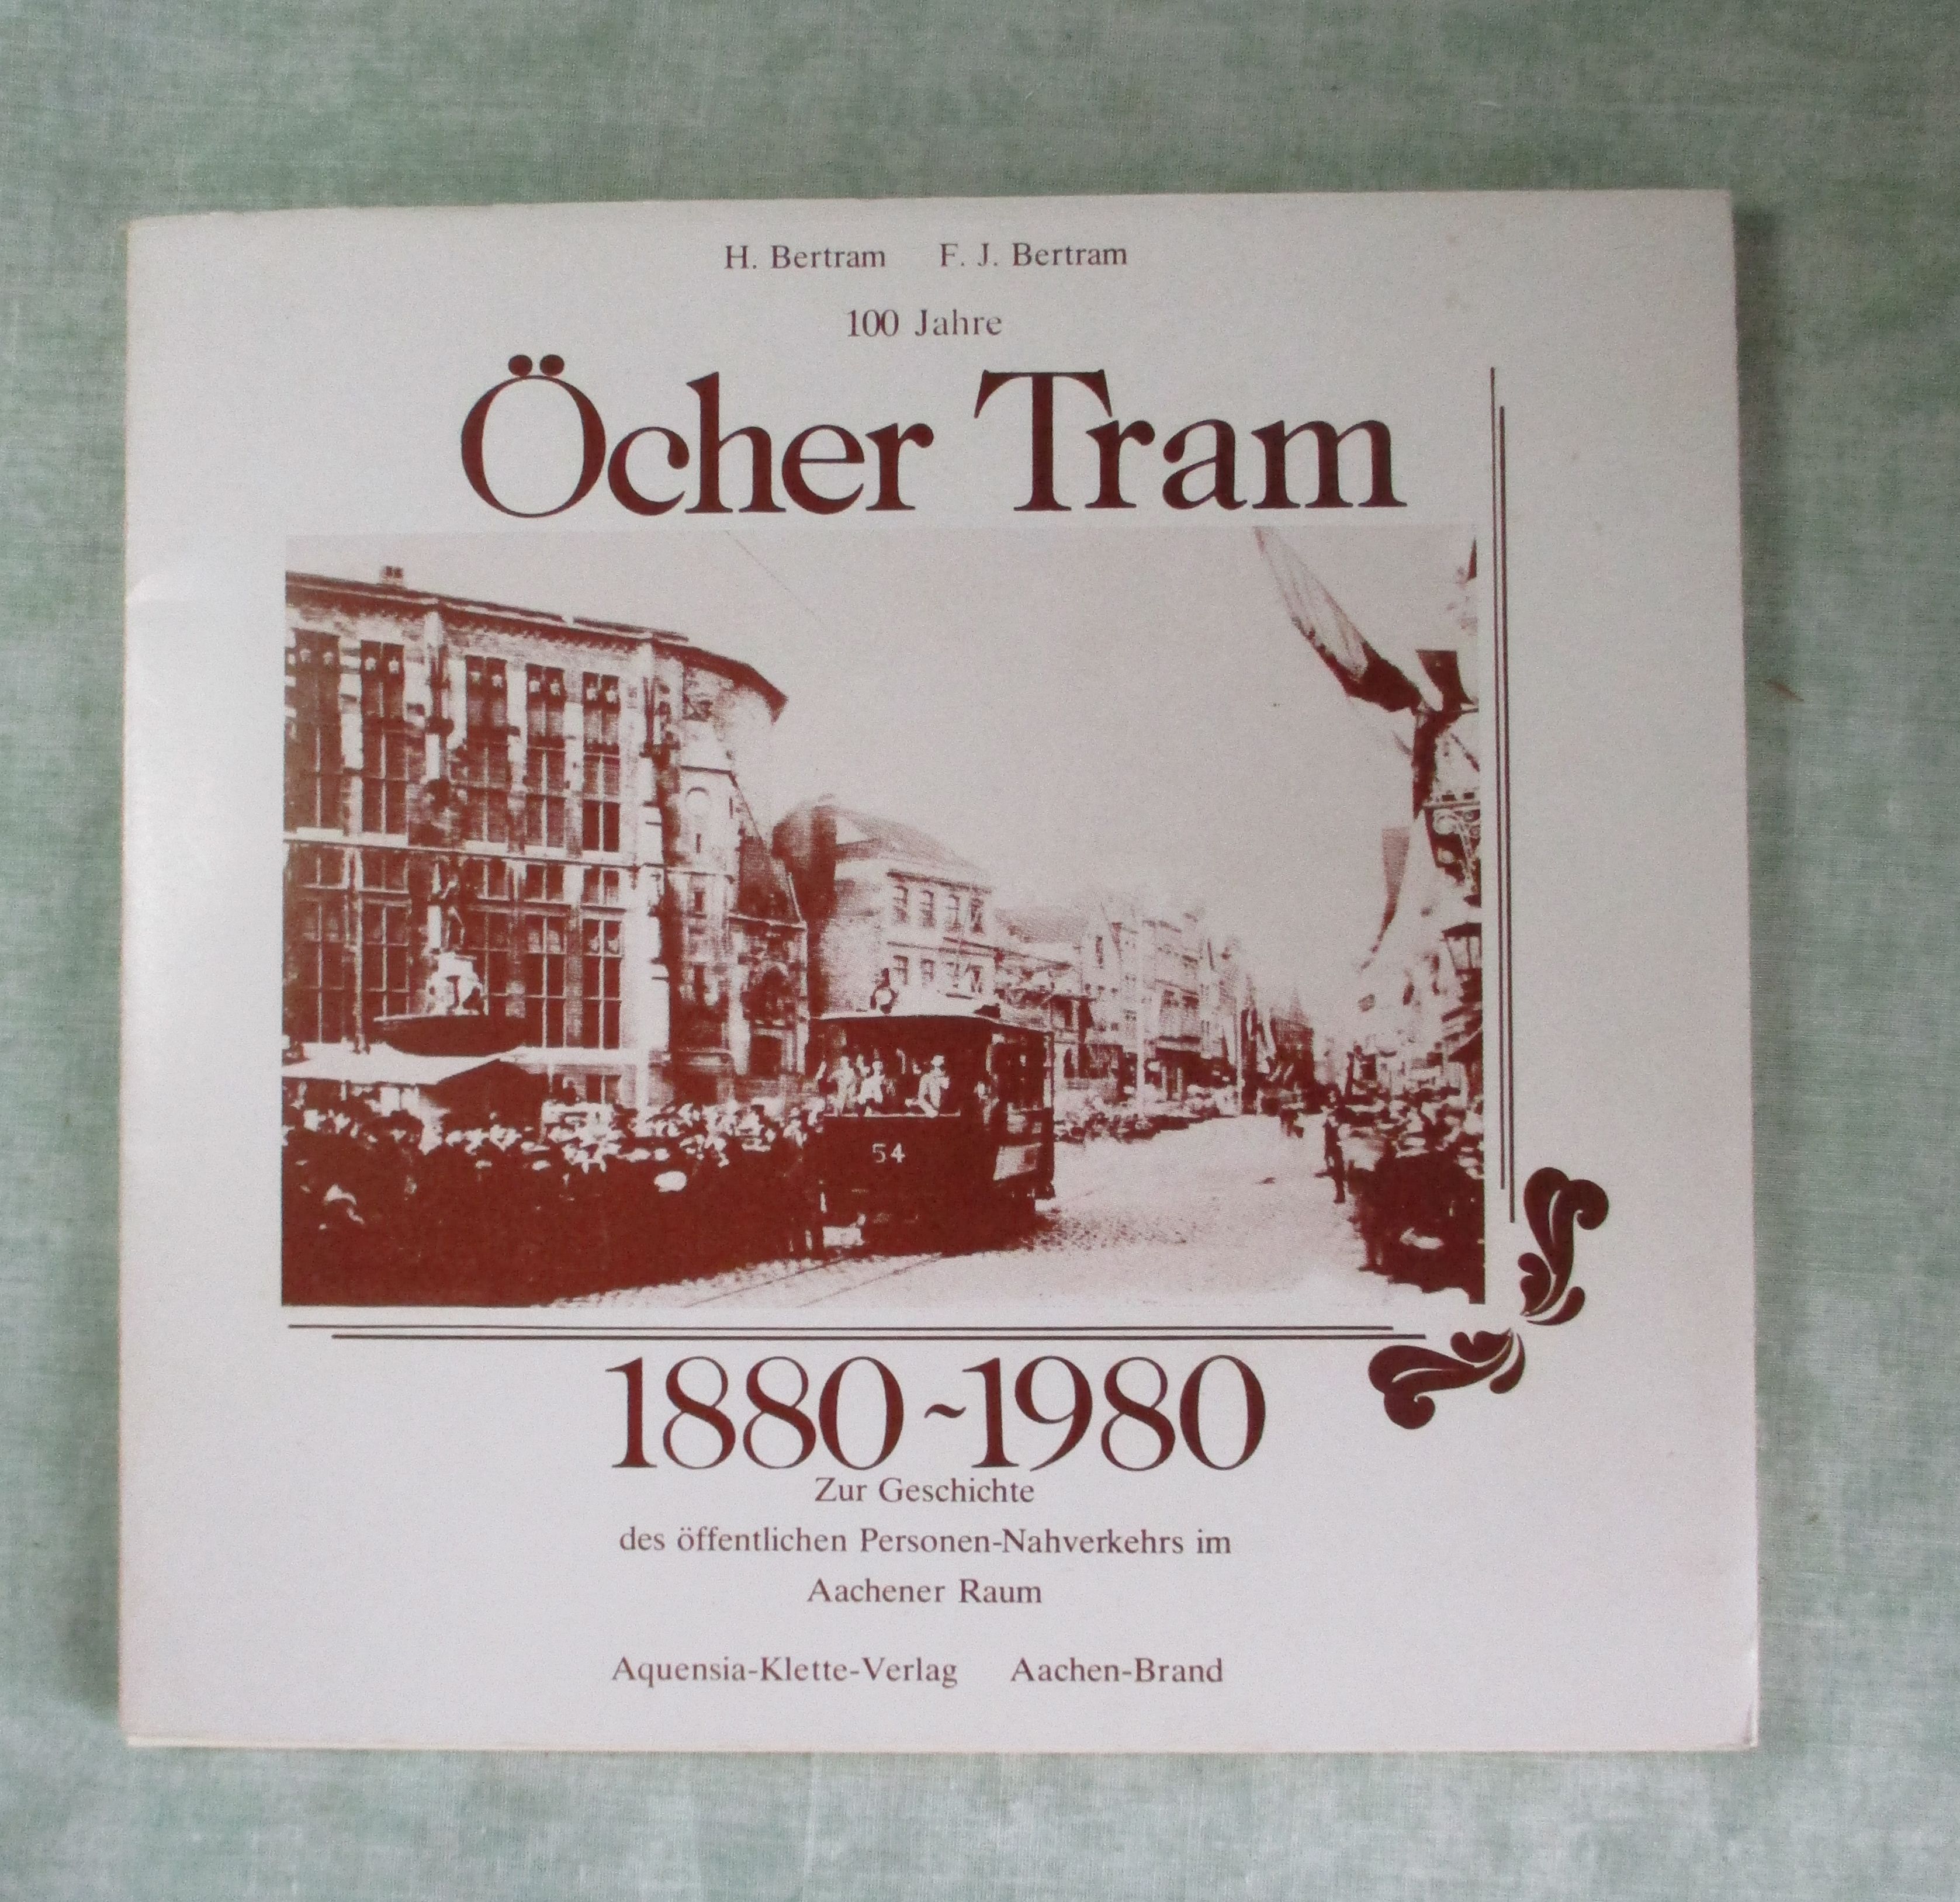 H. Bertram F. J. Bertram
100 Jahre
Öcher Tram
54
1880~1980
Zur Geschichte
des öffentlichen Personen-Nahverkehrs im
Aachener Raum
Aquensia-Klette-Verlag Aachen-Brand